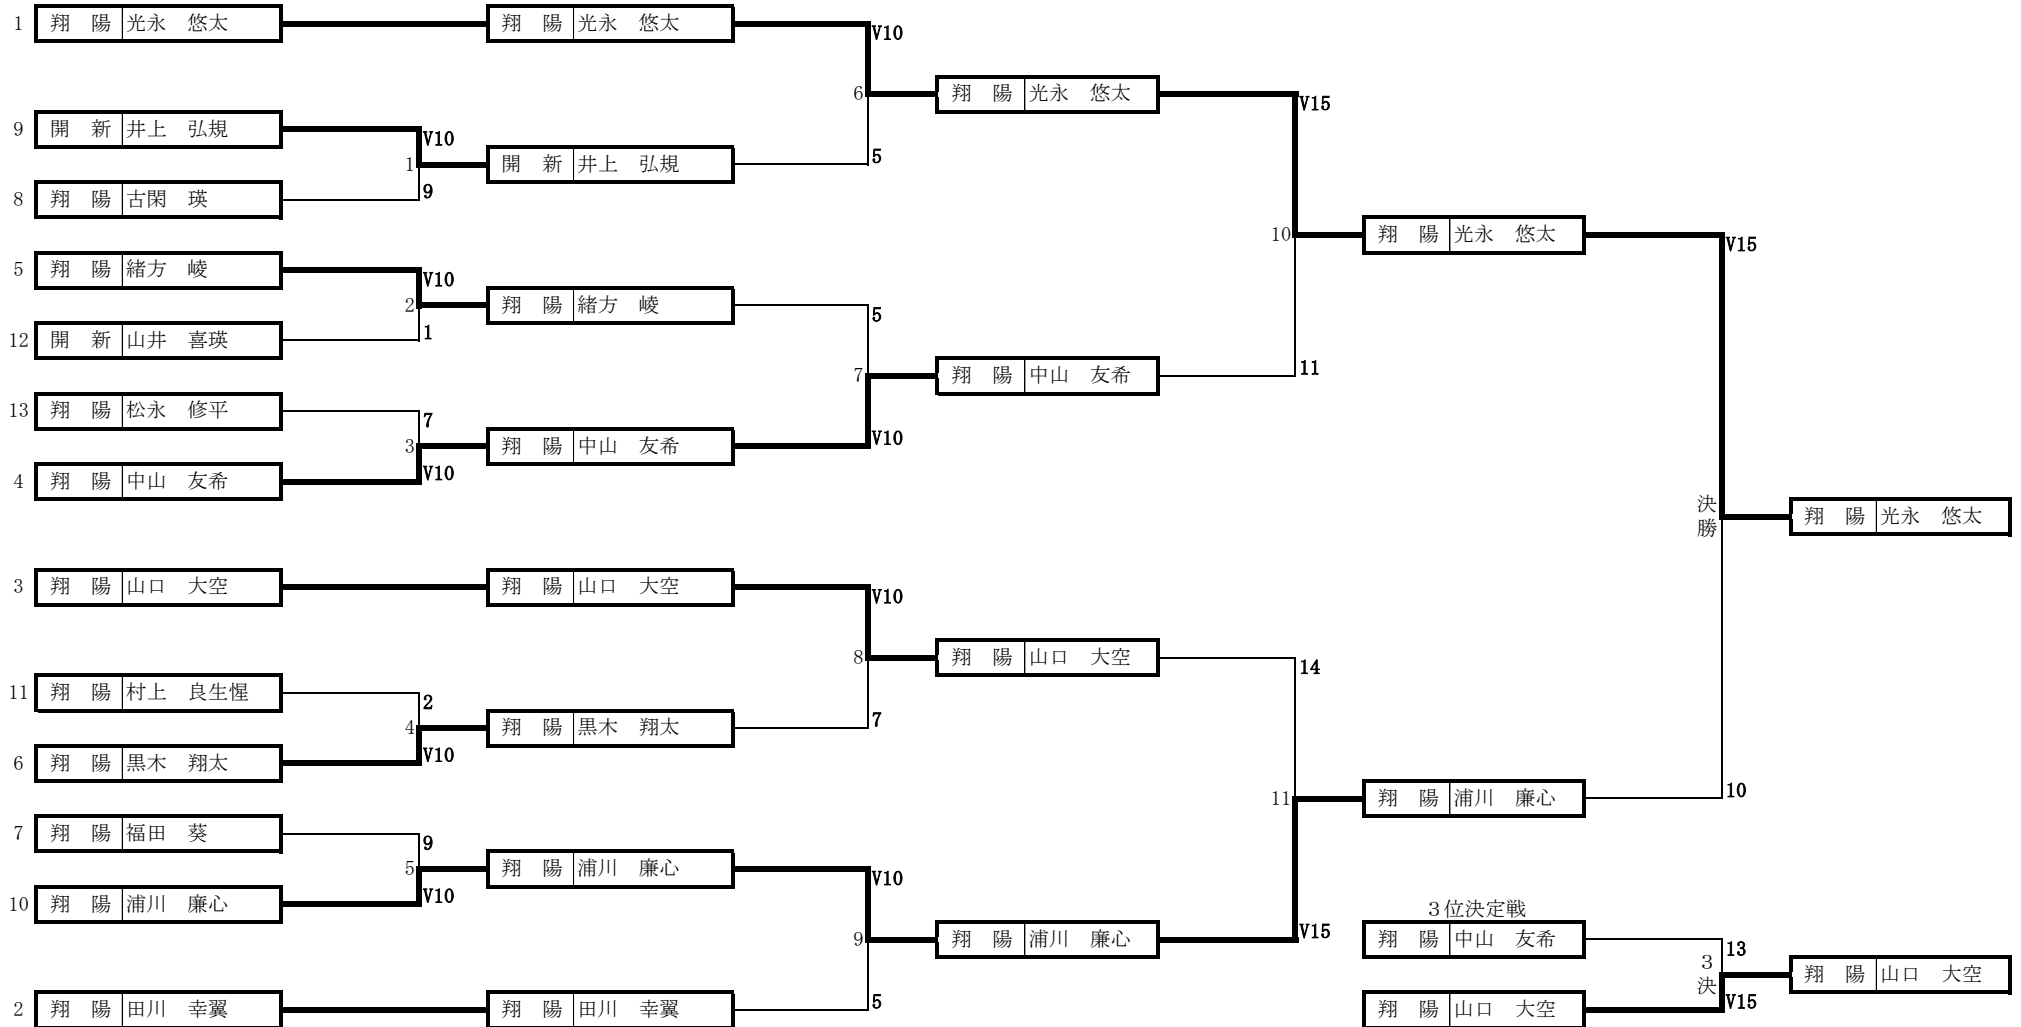 1 翔　陽 光永　悠太 翔　陽 光永　悠太 V10
6 翔　陽 光永　悠太 V15
9 開　新 井上　弘規 V10
1 開　新 井上　弘規 5
8 翔　陽 古閑　瑛 9
10 翔　陽 光永　悠太 V15
5 翔　陽 緒方　崚 V10
2 翔　陽 緒方　崚 5
12 開　新 山井　喜瑛 1
7 翔　陽 中山　友希 11
13 翔　陽 松永　修平 7
3 翔　陽 中山　友希 V10
4 翔　陽 中山　友希 V10
決勝 翔　陽 光永　悠太
3 翔　陽 山口　大空 翔　陽 山口　大空 V10
8 翔　陽 山口　大空 14
11 翔　陽 村上　良生惺 2
4 翔　陽 黒木　翔太 7
6 翔　陽 黒木　翔太 V10
11 翔　陽 浦川　廉心 10
7 翔　陽 福田　葵 9
5 翔　陽 浦川　廉心 V10
10 翔　陽 浦川　廉心 V10
9 翔　陽 浦川　廉心 V15
2 翔　陽 田川　幸翼 翔　陽 田川　幸翼 5
３位決定戦
翔　陽 中山　友希 13
３決 翔　陽 山口　大空
翔　陽 山口　大空 V15